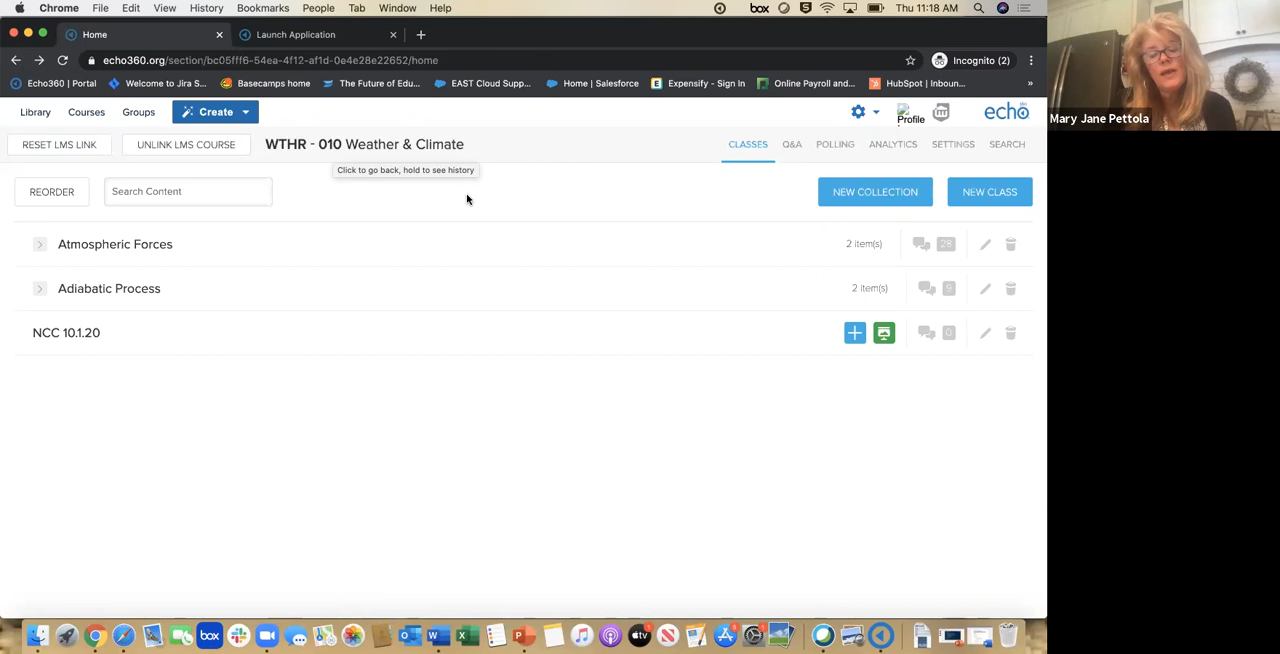 Chrome File Edit View History Bookmarks People Tab Window Help
box
Thu 11:18 AM
Home
Launch Application
echo360.org/section/bc05fff6-54ea-4f12-af1d-0e4e28e22652/home
Incognito (2)
Echo360 | Portal
Welcome to Jira S...
Basecamps home
The Future of Edu...
EAST Cloud Supp...
Home | Salesforce
Expensify - Sign In
Online Payroll and...
HubSpot | Inboun...
Library Courses Groups Create
Profile
echo
RESET LMS LINK
UNLINK LMS COURSE
WTHR - 010 Weather & Climate
CLASSES Q&A POLLING ANALYTICS SETTINGS SEARCH
Click to go back, hold to see history
REORDER
Search Content
NEW COLLECTION
NEW CLASS
Atmospheric Forces
2 item(s)
28
Adiabatic Process
2 item(s)
9
NCC 10.1.20
0
Mary Jane Pettola
box